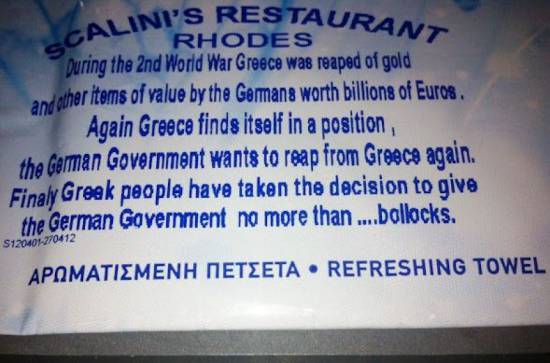 SCALINI'S RESTAURANT
RHODES
During the 2nd World War Greece was reaped of gold
and other items of value by the Germans worth billions of Euros.
Again Greece finds itself in a position,
the German Government wants to reap from Greece again.
Finaly Greek people have taken the decision to give
the German Government no more than ....bollocks.
S120401-270412
ΑΡΩΜΑΤΙΣΜΕΝΗ ΠΕΤΣΕΤΑ • REFRESHING TOWEL